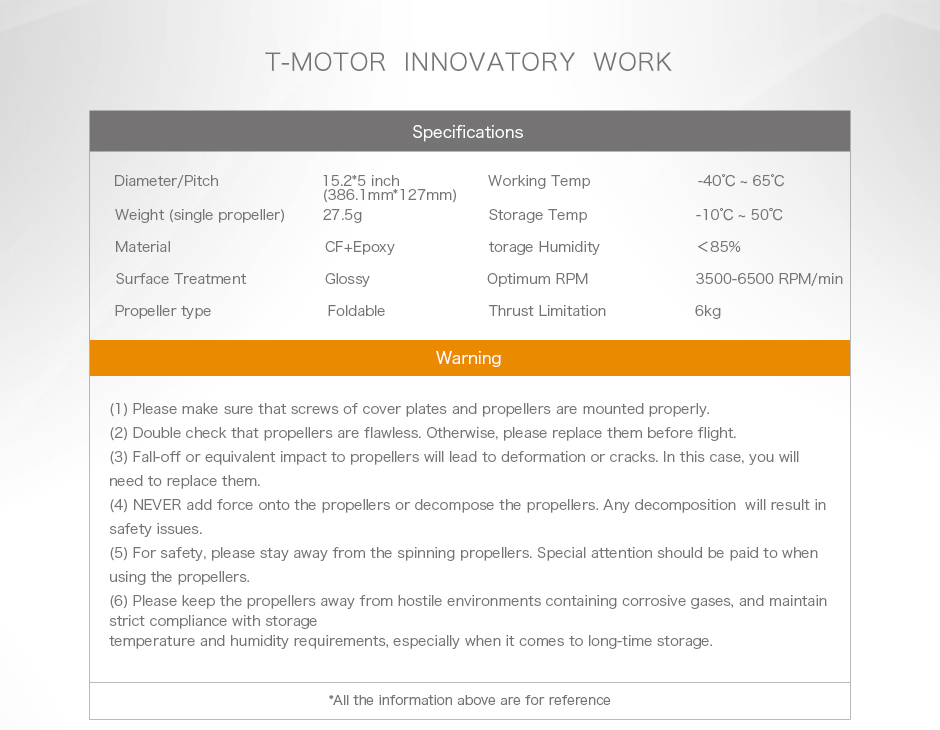 T-MOTOR INNOVATORY WORK
Specifications
Diameter/Pitch 15.2*5 inch Working Temp -40℃ ~ 65℃
(386.1mm*127mm)
Weight (single propeller) 27.5g Storage Temp -10℃ ~ 50℃
Material CF+Epoxy torage Humidity ＜85%
Surface Treatment Glossy Optimum RPM 3500-6500 RPM/min
Propeller type Foldable Thrust Limitation 6kg
Warning
(1) Please make sure that screws of cover plates and propellers are mounted properly.
(2) Double check that propellers are flawless. Otherwise, please replace them before flight.
(3) Fall-off or equivalent impact to propellers will lead to deformation or cracks. In this case, you will
need to replace them.
(4) NEVER add force onto the propellers or decompose the propellers. Any decomposition will result in
safety issues.
(5) For safety, please stay away from the spinning propellers. Special attention should be paid to when
using the propellers.
(6) Please keep the propellers away from hostile environments containing corrosive gases, and maintain
strict compliance with storage
temperature and humidity requirements, especially when it comes to long-time storage.
*All the information above are for reference